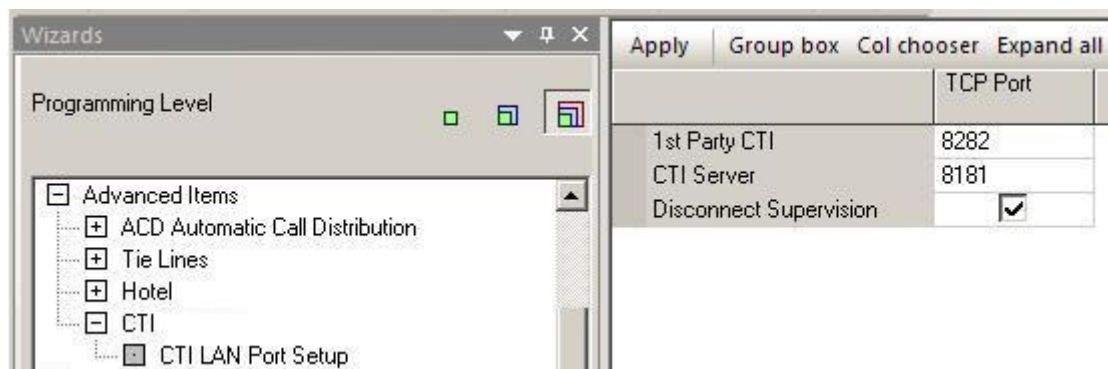 Wizards
Programming Level
Advanced Items
ACD Automatic Call Distribution
Tie Lines
Hotel
CTI
CTI LAN Port Setup
Apply Group box Col chooser Expand all
TCP Port
1st Party CTI 8282
CTI Server 8181
Disconnect Supervision